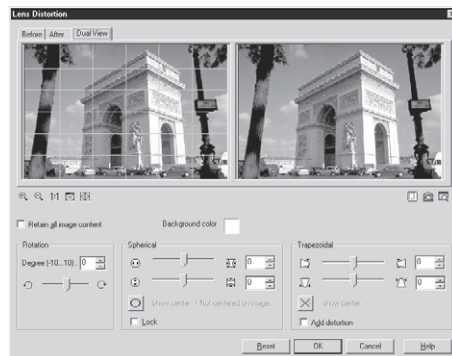 Lens Distortion
Before After Dual View
1:1
Retain all image content Background color
Rotation Spherical Trapezoidal
Degree (-10...10) : 0 0 0
0 0
Show center ! Not centered on image. show center
Lock Add distortion
Reset OK Cancel Help